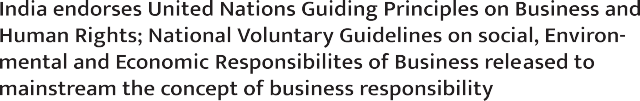 India endorses United Nations Guiding Principles on Business and
Human Rights; National Voluntary Guidelines on social, Environ-
mental and Economic Responsibilites of Business released to
mainstream the concept of business responsibility